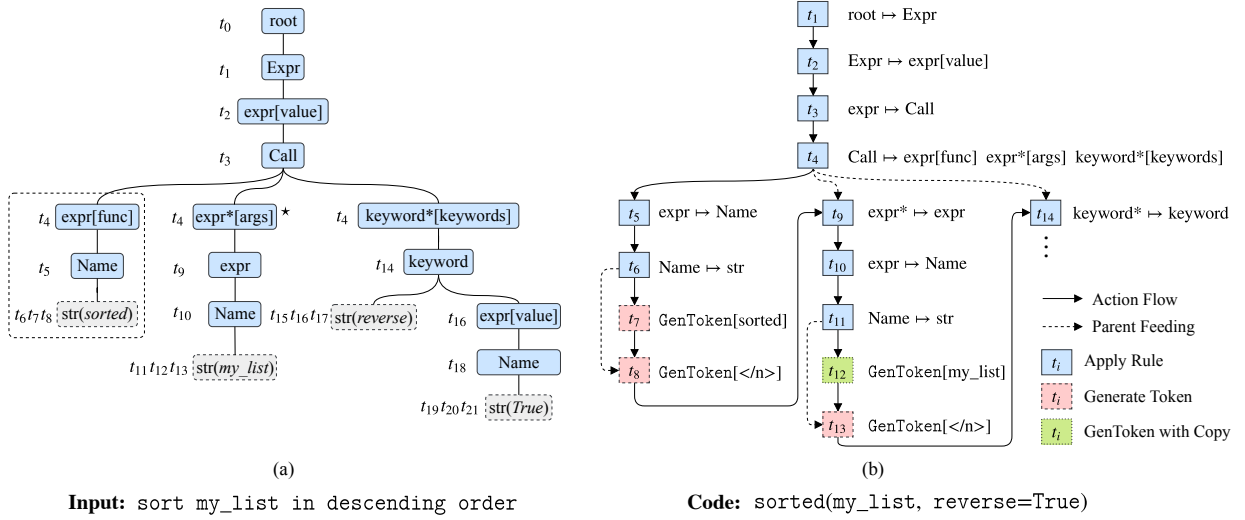 t0 root
t1 Expr
t2 expr[value]
t3 Call
t4 expr[func] t4 expr*[args] ★ t4 keyword*[keywords]
t5 Name t9 expr t14 keyword
t6 t7 t8 str(sorted) t10 Name t15 t16 t17 str(reverse) t16 expr[value]
t11 t12 t13 str(my_list) t18 Name
t19 t20 t21 str(True)
(a)
Input: sort my_list in descending order
t1 root ↦ Expr
t2 Expr ↦ expr[value]
t3 expr ↦ Call
t4 Call ↦ expr[func] expr*[args] keyword*[keywords]
t5 expr ↦ Name t9 expr* ↦ expr t14 keyword* ↦ keyword
t6 Name ↦ str t10 expr ↦ Name
t7 GenToken[sorted] t11 Name ↦ str
t8 GenToken[</n>] t12 GenToken[my_list]
t13 GenToken[</n>]
Action Flow
Parent Feeding
ti Apply Rule
ti Generate Token
ti GenToken with Copy
(b)
Code: sorted(my_list, reverse=True)